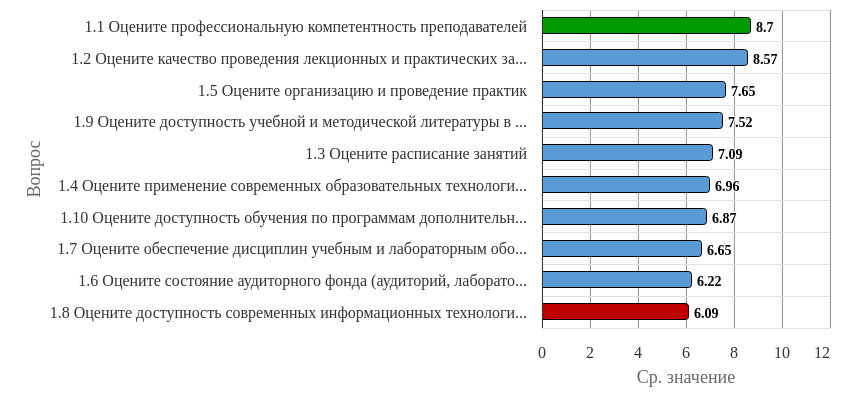 1.1 Оцените профессиональную компетентность преподавателей 8.7
1.2 Оцените качество проведения лекционных и практических за... 8.57
1.5 Оцените организацию и проведение практик 7.65
1.9 Оцените доступность учебной и методической литературы в ... 7.52
1.3 Оцените расписание занятий 7.09
1.4 Оцените применение современных образовательных технологи... 6.96
1.10 Оцените доступность обучения по программам дополнительн... 6.87
1.7 Оцените обеспечение дисциплин учебным и лабораторным обо... 6.65
1.6 Оцените состояние аудиторного фонда (аудиторий, лаборато... 6.22
1.8 Оцените доступность современных информационных технологи... 6.09
Вопрос
0 2 4 6 8 10 12
Ср. значение